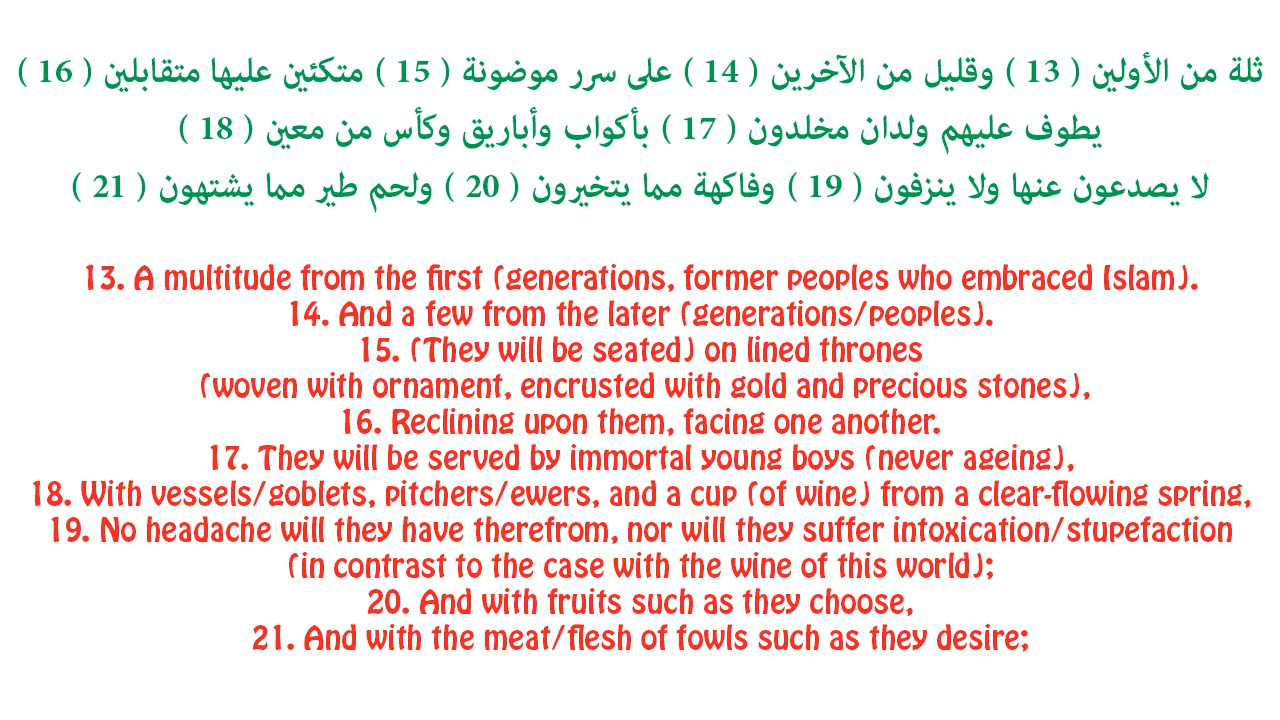 ثلة من الأولين ( 13 ) وقليل من الآخرين ( 14 ) على سرر موضونة ( 15 ) متكئين عليها متقابلين ( 16 )
يطوف عليهم ولدان مخلدون ( 17 ) بأكواب وأباريق وكأس من معين ( 18 )
لا يصدعون عنها ولا ينزفون ( 19 ) وفاكهة مما يتخيرون ( 20 ) ولحم طير مما يشتهون ( 21 )
13. A multitude from the first (generations, former peoples who embraced Islam).
14. And a few from the later (generations/peoples).
15. (They will be seated) on lined thrones
(woven with ornament, encrusted with gold and precious stones),
16. Reclining upon them, facing one another.
17. They will be served by immortal young boys (never ageing),
18. With vessels/goblets, pitchers/ewers, and a cup (of wine) from a clear-flowing spring,
19. No headache will they have therefrom, nor will they suffer intoxication/stupefaction
(in contrast to the case with the wine of this world);
20. And with fruits such as they choose,
21. And with the meat/flesh of fowls such as they desire;